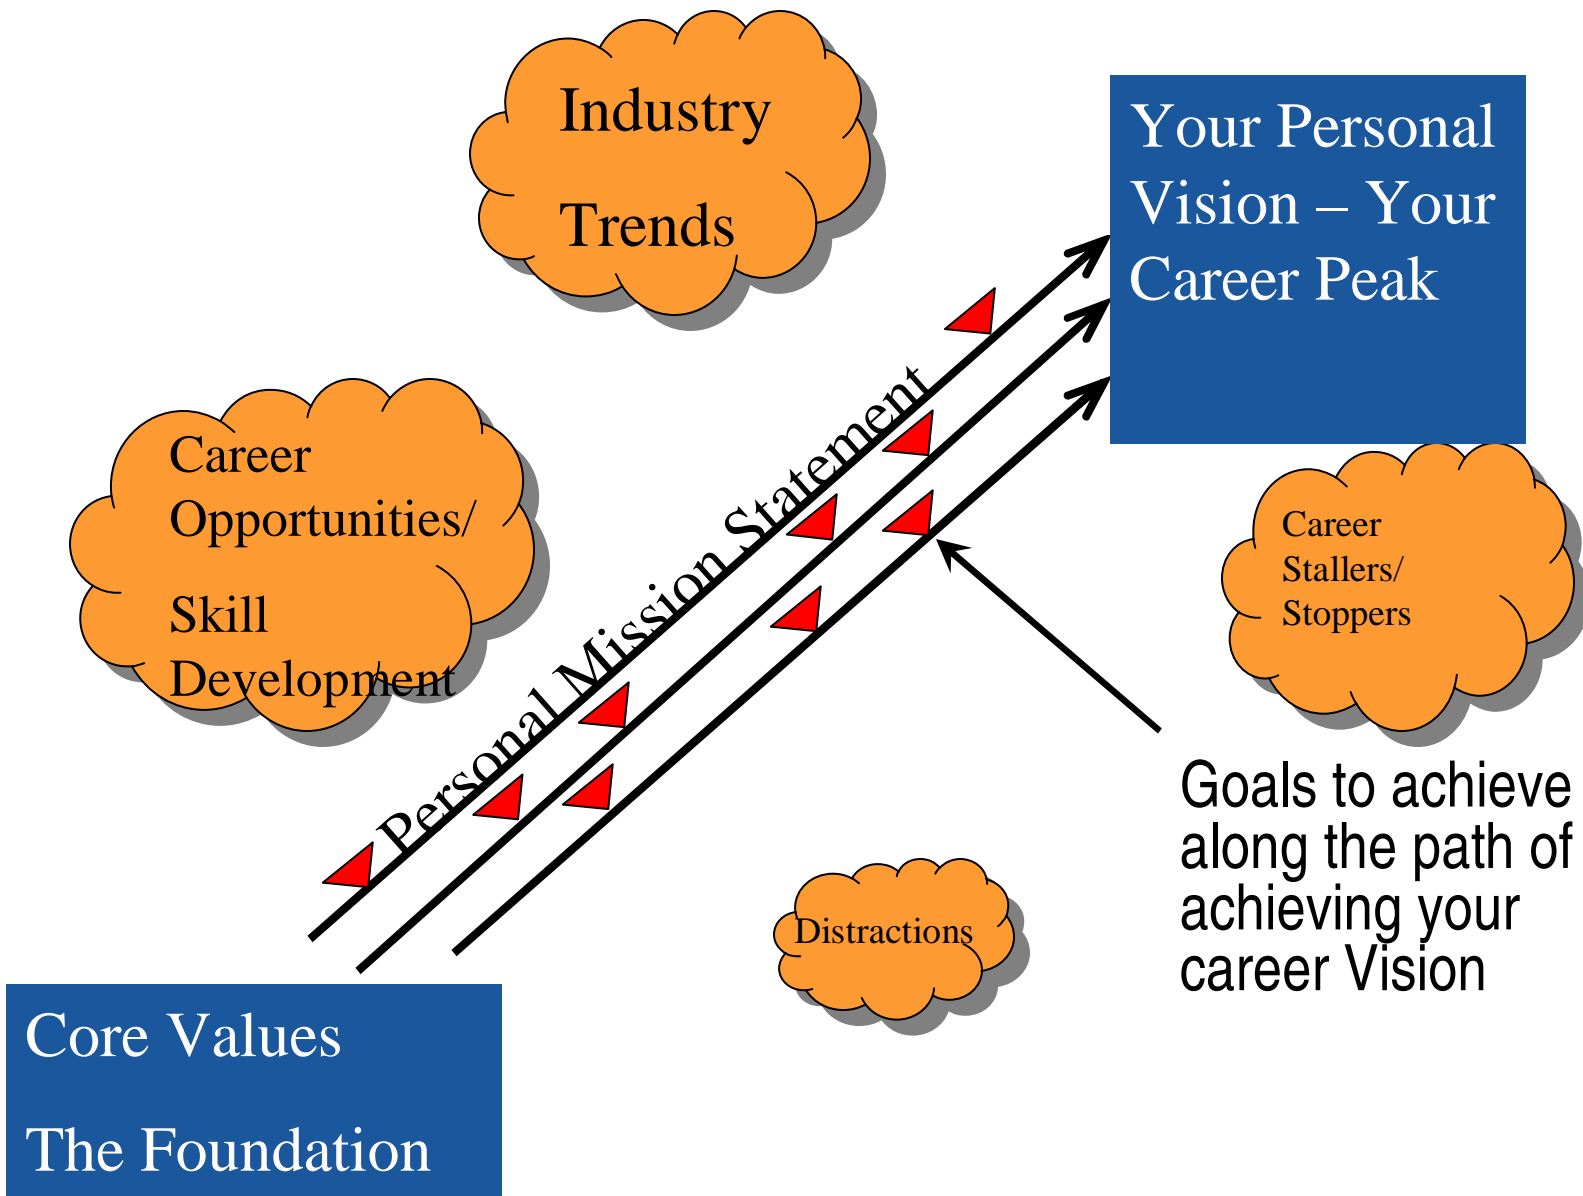 Industry
Trends
Your Personal
Vision – Your
Career Peak
Career
Opportunities/
Skill
Development
Personal Mission Statement
Career
Stallers/
Stoppers
Goals to achieve
along the path of
achieving your
career Vision
Distractions
Core Values
The Foundation